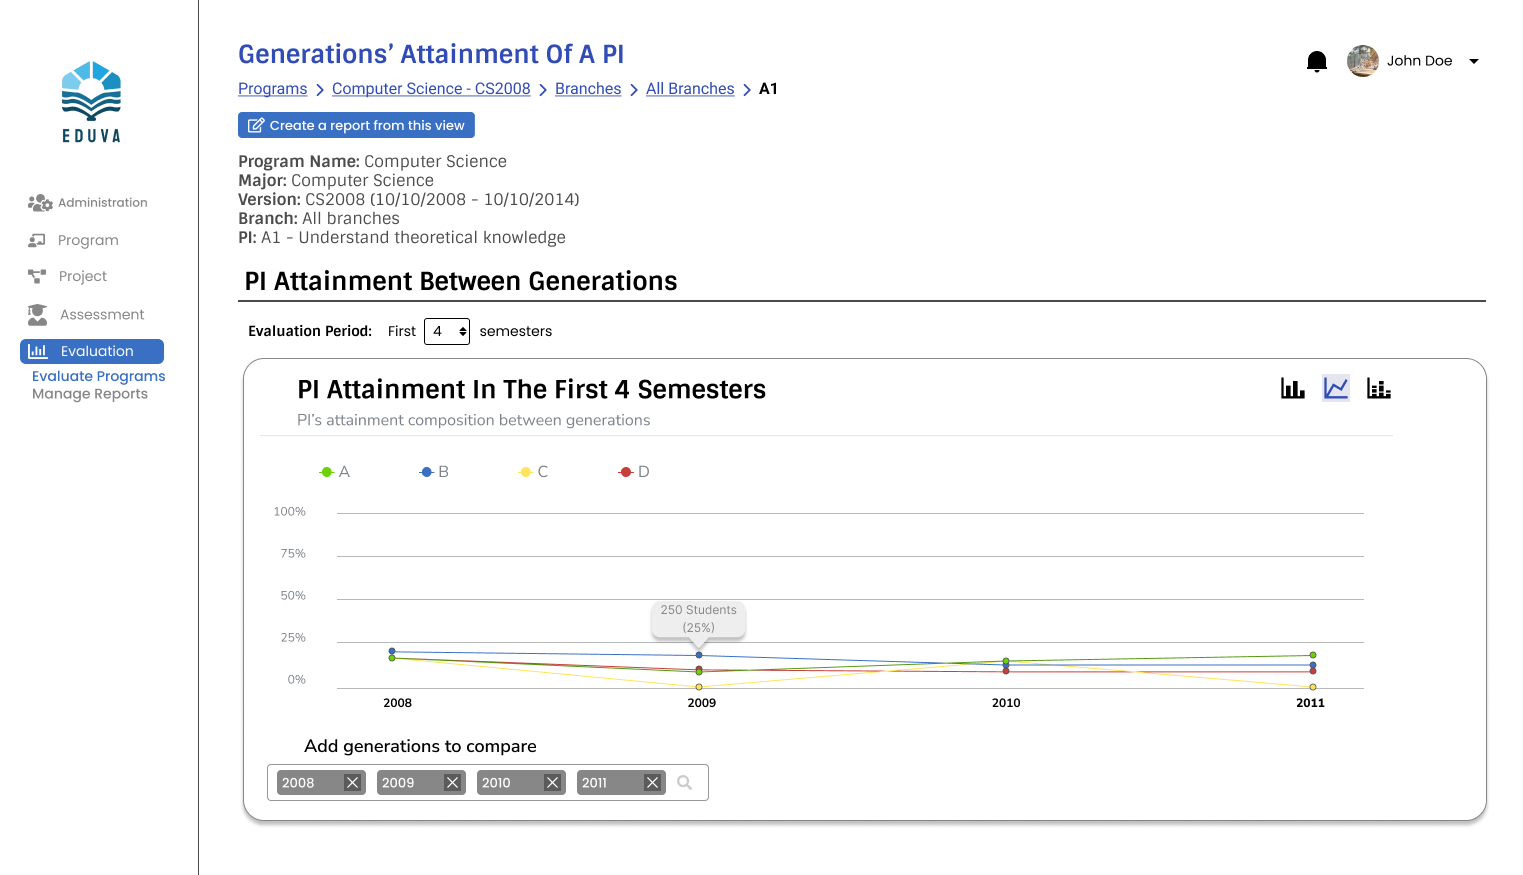 EDUVA
Administration
Program
Project
Assessment
Evaluation
Evaluate Programs
Manage Reports
Generations’ Attainment Of A PI
John Doe
Programs > Computer Science - CS2008 > Branches > All Branches > A1
Create a report from this view
Program Name: Computer Science
Major: Computer Science
Version: CS2008 (10/10/2008 - 10/10/2014)
Branch: All branches
PI: A1 - Understand theoretical knowledge
PI Attainment Between Generations
Evaluation Period: First 4 semesters
PI Attainment In The First 4 Semesters
PI’s attainment composition between generations
A B C D
100%
75%
50%
250 Students
(25%)
25%
0%
2008 2009 2010 2011
Add generations to compare
2008 2009 2010 2011